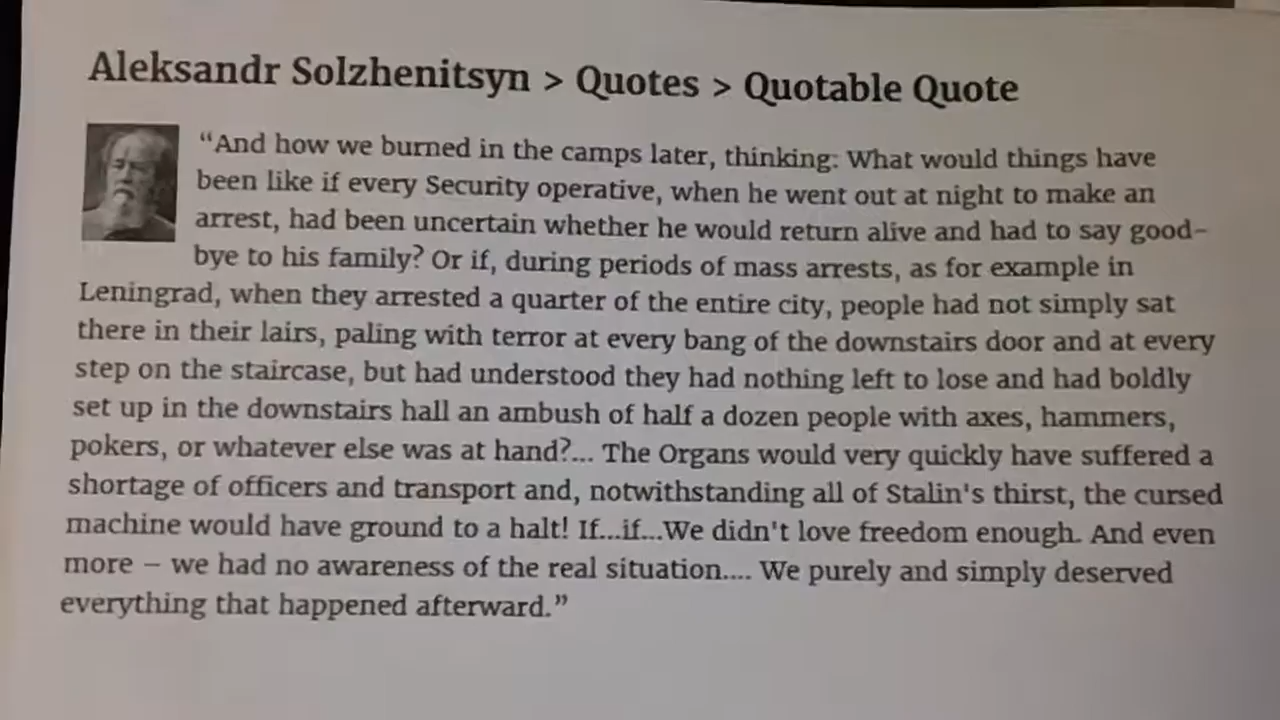 Aleksandr Solzhenitsyn > Quotes > Quotable Quote
“And how we burned in the camps later, thinking: What would things have
been like if every Security operative, when he went out at night to make an
arrest, had been uncertain whether he would return alive and had to say good-
bye to his family? Or if, during periods of mass arrests, as for example in
Leningrad, when they arrested a quarter of the entire city, people had not simply sat
there in their lairs, paling with terror at every bang of the downstairs door and at every
step on the staircase, but had understood they had nothing left to lose and had boldly
set up in the downstairs hall an ambush of half a dozen people with axes, hammers,
pokers, or whatever else was at hand?... The Organs would very quickly have suffered a
shortage of officers and transport and, notwithstanding all of Stalin's thirst, the cursed
machine would have ground to a halt! If...if...We didn't love freedom enough. And even
more – we had no awareness of the real situation.... We purely and simply deserved
everything that happened afterward.”